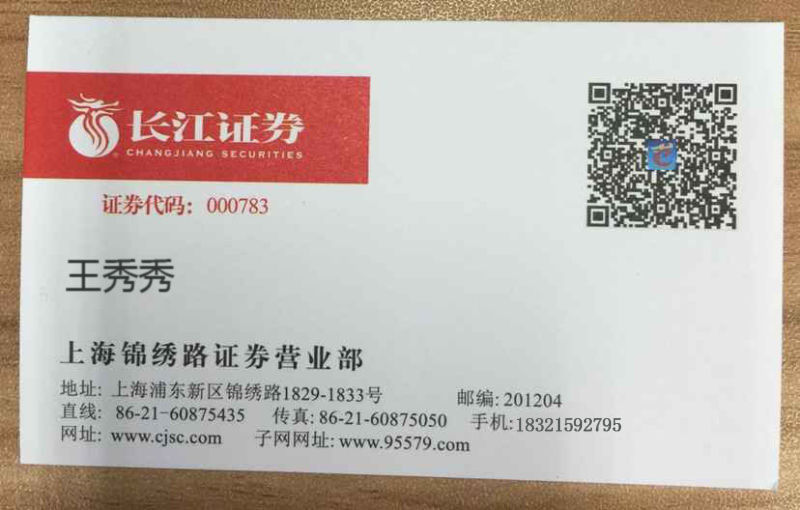 长江证券
CHANGJIANG SECURITIES
证券代码：000783
王秀秀
上海锦绣路证券营业部
地址: 上海浦东新区锦绣路1829-1833号 邮编: 201204
直线: 86-21-60875435 传真: 86-21-60875050 手机:18321592795
网址: www.cjsc.com 子网网址: www.95579.com